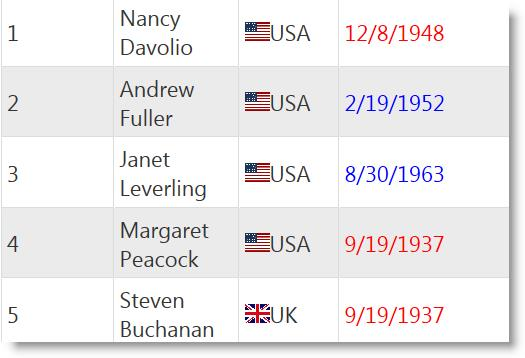 1
Nancy
Davolio
USA
12/8/1948
2
Andrew
Fuller
USA
2/19/1952
3
Janet
Leverling
USA
8/30/1963
4
Margaret
Peacock
USA
9/19/1937
5
Steven
Buchanan
UK
9/19/1937